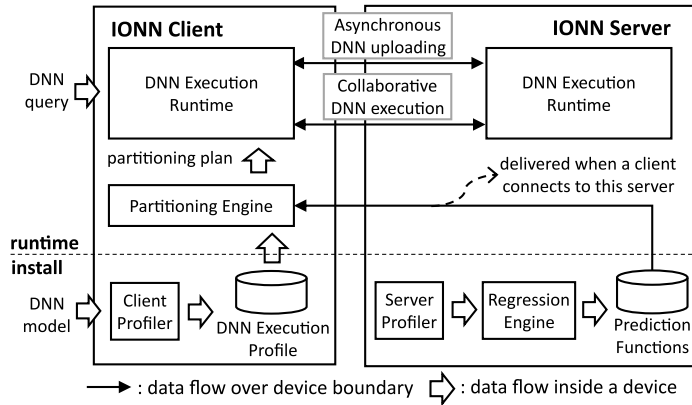 IONN Client
Asynchronous
DNN uploading
IONN Server
DNN
query
DNN Execution
Runtime
Collaborative
DNN execution
DNN Execution
Runtime
partitioning plan
delivered when a client
connects to this server
Partitioning Engine
runtime
install
DNN
model
Client
Profiler
DNN Execution
Profile
Server
Profiler
Regression
Engine
Prediction
Functions
: data flow over device boundary
: data flow inside a device